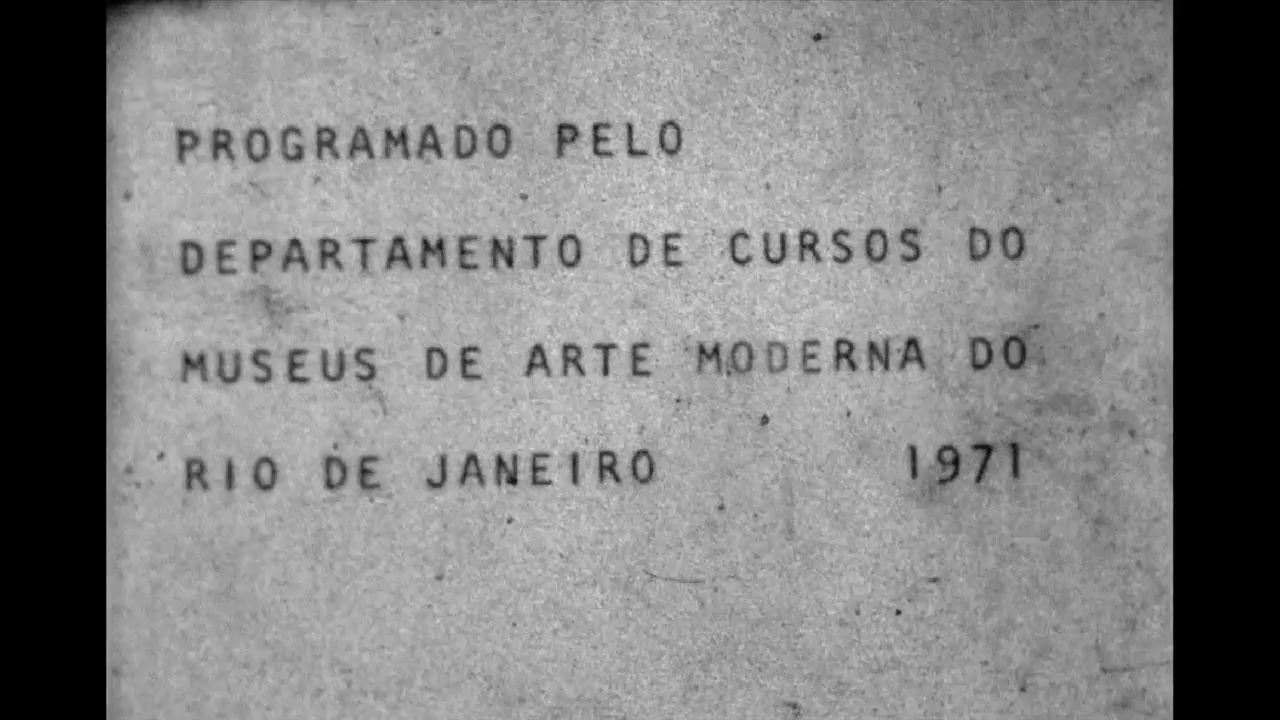 PROGRAMADO PELO
DEPARTAMENTO DE CURSOS DO
MUSEUS DE ARTE MODERNA DO
RIO DE JANEIRO 1971